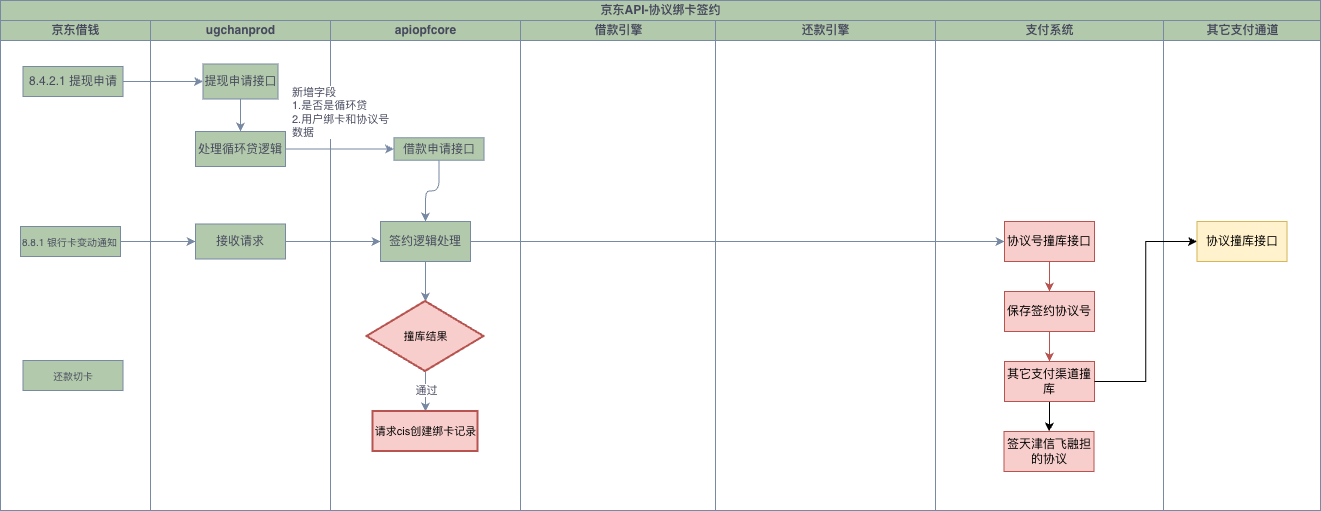 京东API-协议绑卡签约
京东借钱
ugchanprod
apiopfcore
借款引擎
还款引擎
支付系统
其它支付通道
8.4.2.1 提现申请
提现申请接口
新增字段
1.是否是循环贷
2.用户绑卡和协议号
数据
处理循环贷逻辑
借款申请接口
8.8.1 银行卡变动通知
接收请求
签约逻辑处理
协议号撞库接口
协议撞库接口
保存签约协议号
撞库结果
还款切卡
其它支付渠道撞
库
通过
请求cis创建绑卡记录
签天津信飞融担
的协议